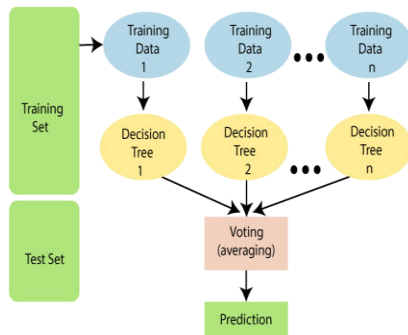 Training
Set
Training
Data
1
Training
Data
2
Training
Data
n
Decision
Tree
1
Decision
Tree
2
Decision
Tree
n
Test Set
Voting
(averaging)
Prediction